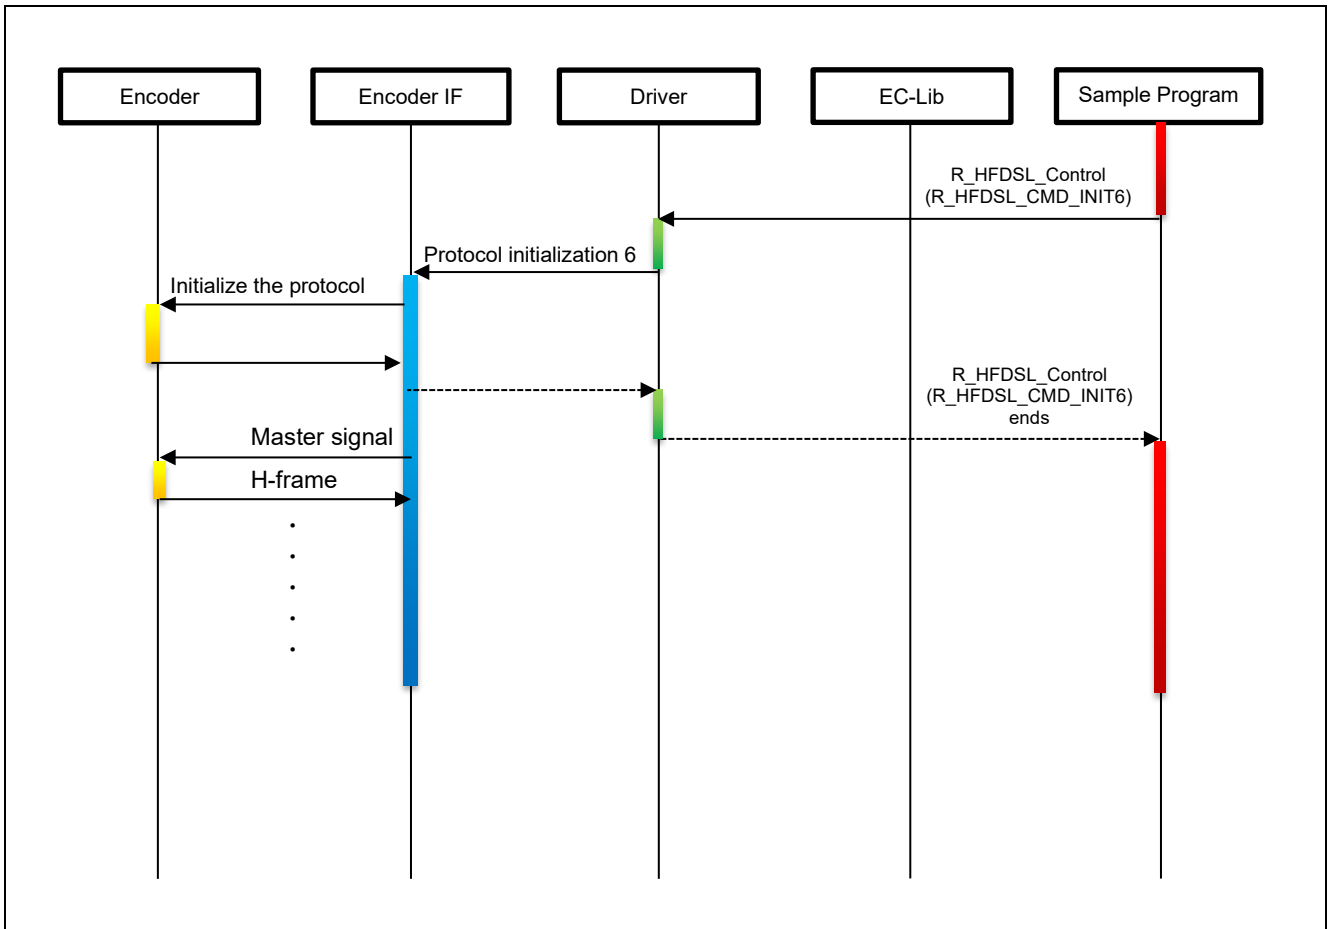 Encoder
Encoder IF
Driver
EC-Lib
Sample Program
R_HFDSL_Control
(R_HFDSL_CMD_INIT6)
Protocol initialization 6
Initialize the protocol
R_HFDSL_Control
(R_HFDSL_CMD_INIT6)
ends
Master signal
H-frame